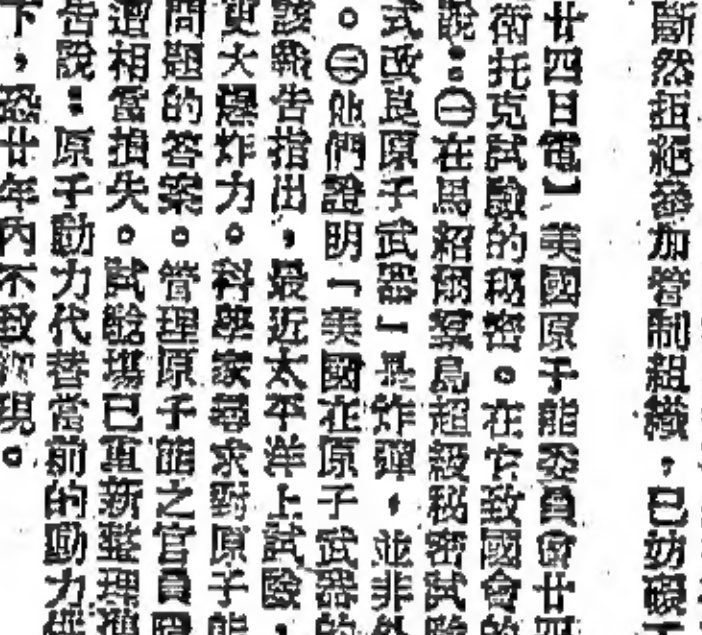 斷然拒絕參加管制組織,已妨礙
廿四日電」美國原子能委員會廿四
衛托克試驗的秘密。在它致國會的
說:㊀在馬紹爾羣島超級秘密試驗
式改良原子武器」是炸彈,並非外
。㊁他們證明「美國在原子武器的
該報告指出,最近太平洋上試驗,
更大爆炸力。科學家尋求對原子能
問題的答案。管理原子能之官員
遭相當損失。試驗場已重新整理
告說:原子動力代替當前的動力
下,恐廿年內不致 現。